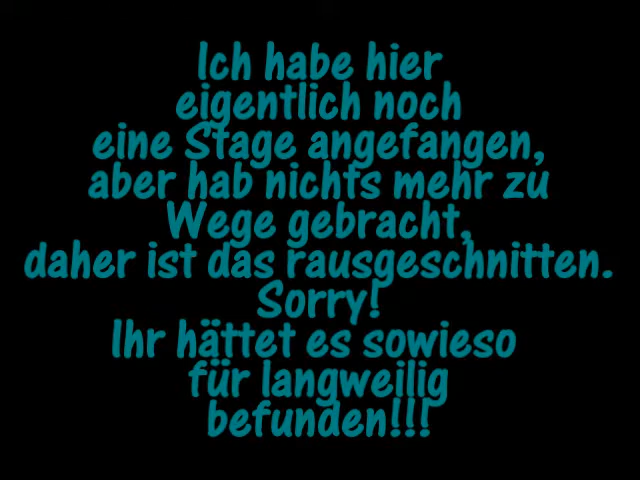 Ich habe hier
eigentlich noch
eine Stage angefangen,
aber hab nichts mehr zu
Wege gebracht,
daher ist das rausgeschnitten.
Sorry!
Ihr hättet es sowieso
für langweilig
befunden!!!